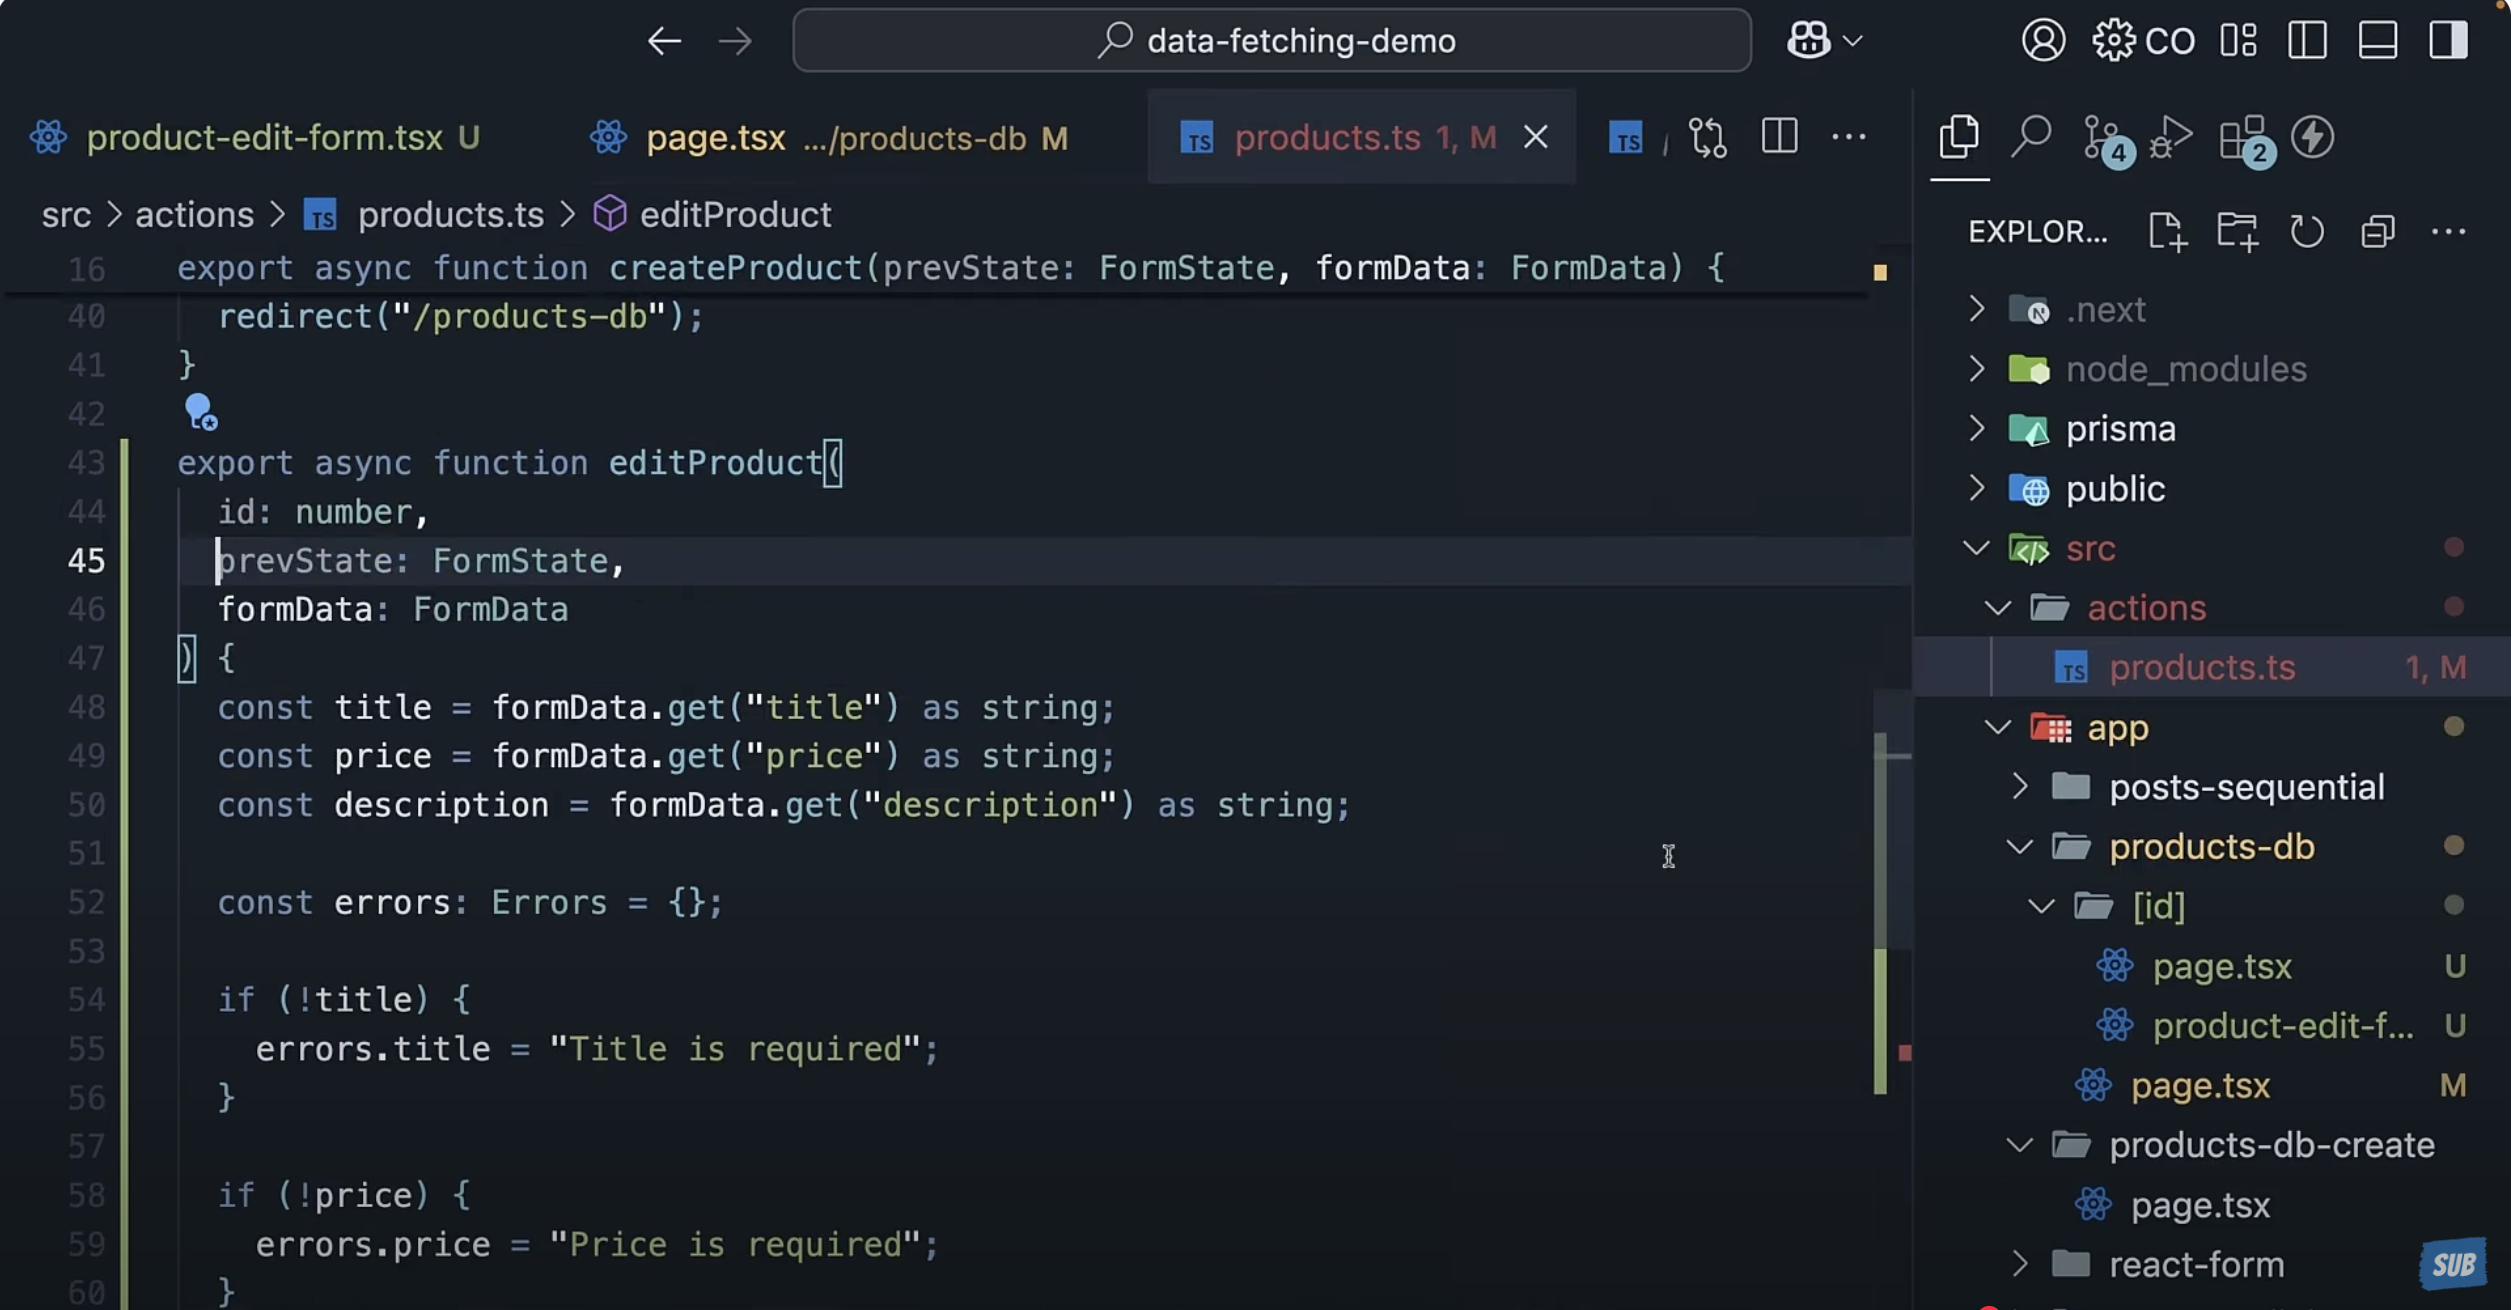 data-fetching-demo
CO
product-edit-form.tsx U
page.tsx .../products-db M
products.ts 1, M
4
2
src > actions > TS products.ts > editProduct
EXPLOR...
16 export async function createProduct(prevState: FormState, formData: FormData) {
40 redirect("/products-db");
41 }
42
43 export async function editProduct(
44 id: number,
45 prevState: FormState,
46 formData: FormData
47 ) {
48 const title = formData.get("title") as string;
49 const price = formData.get("price") as string;
50 const description = formData.get("description") as string;
51
52 const errors: Errors = {};
53
54 if (!title) {
55 errors.title = "Title is required";
56 }
57
58 if (!price) {
59 errors.price = "Price is required";
60 }
.next
node_modules
prisma
public
src
actions
TS products.ts 1, M
app
posts-sequential
products-db
[id]
page.tsx U
product-edit-f... U
page.tsx M
products-db-create
page.tsx
react-form
SUB